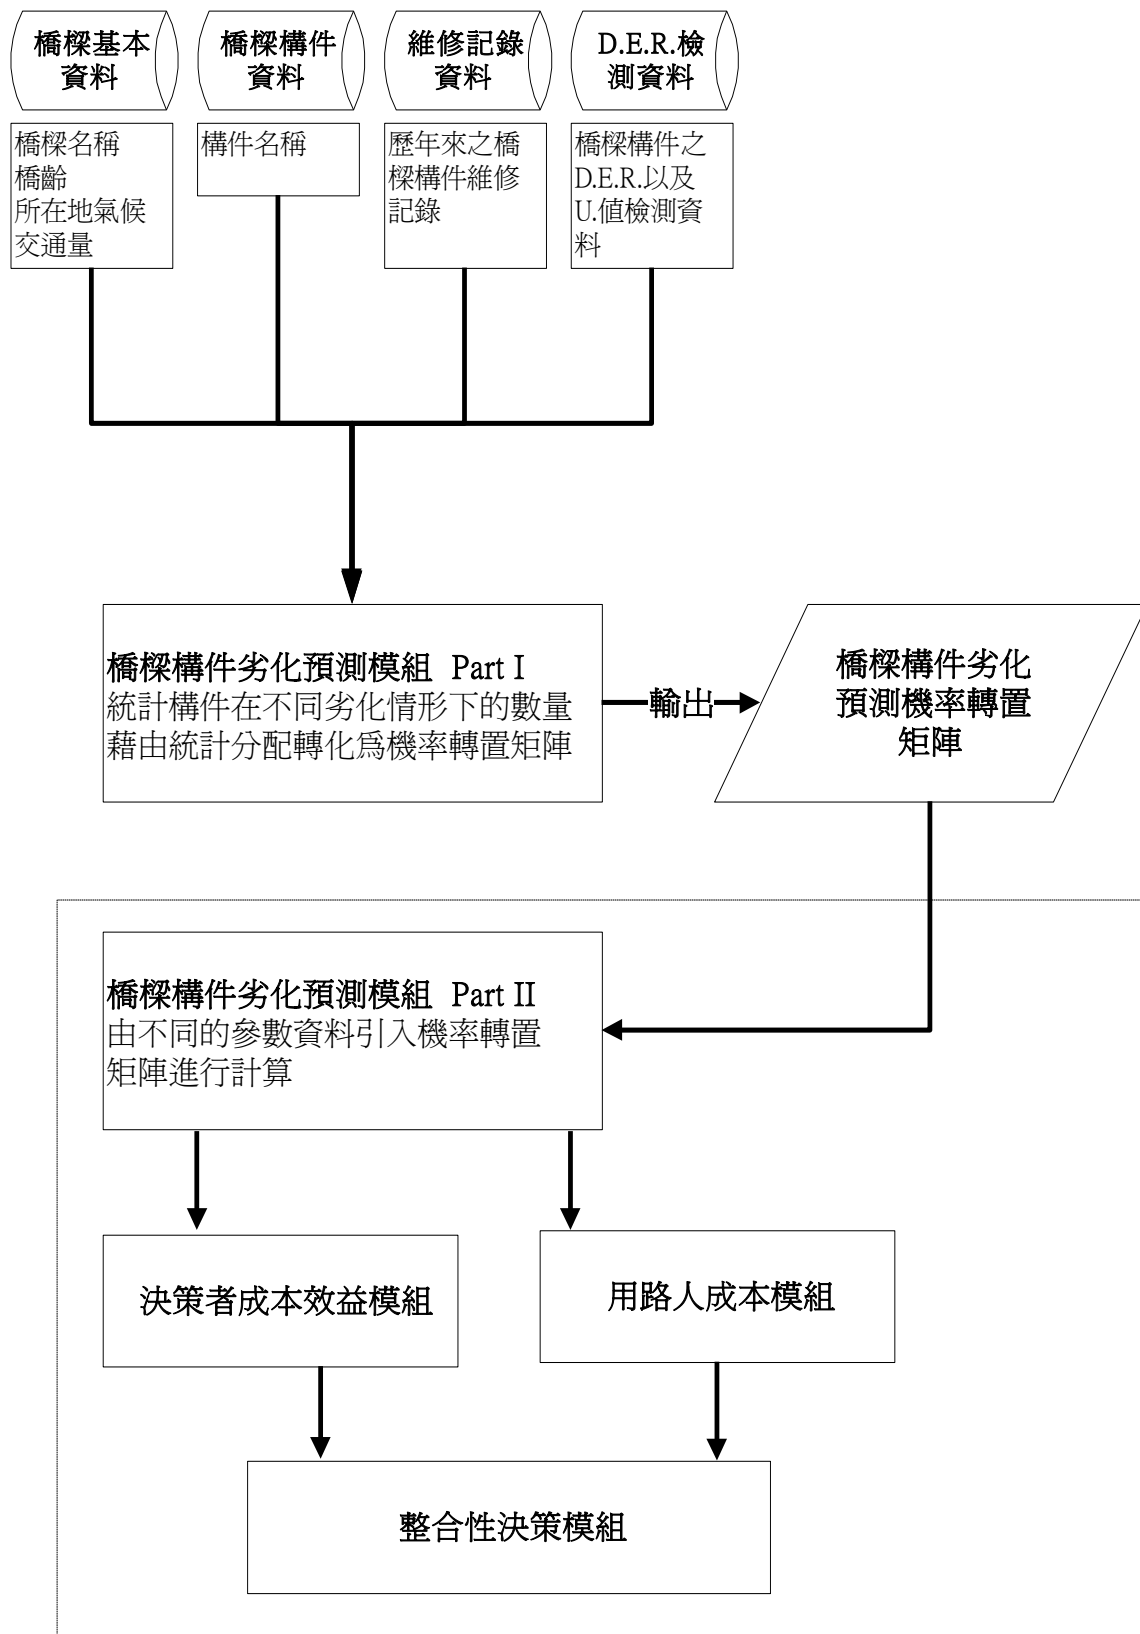 橋樑基本
資料
橋樑構件
資料
維修記錄
資料
D.E.R.檢
測資料
橋樑名稱
橋齡
所在地氣候
交通量
構件名稱
歷年來之橋
樑構件維修
記錄
橋樑構件之
D.E.R.以及
U.值檢測資
料
橋樑構件劣化預測模組 Part I
統計構件在不同劣化情形下的數量
藉由統計分配轉化爲機率轉置矩陣
輸出
橋樑構件劣化
預測機率轉置
矩陣
橋樑構件劣化預測模組 Part II
由不同的參數資料引入機率轉置
矩陣進行計算
決策者成本效益模組
用路人成本模組
整合性決策模組